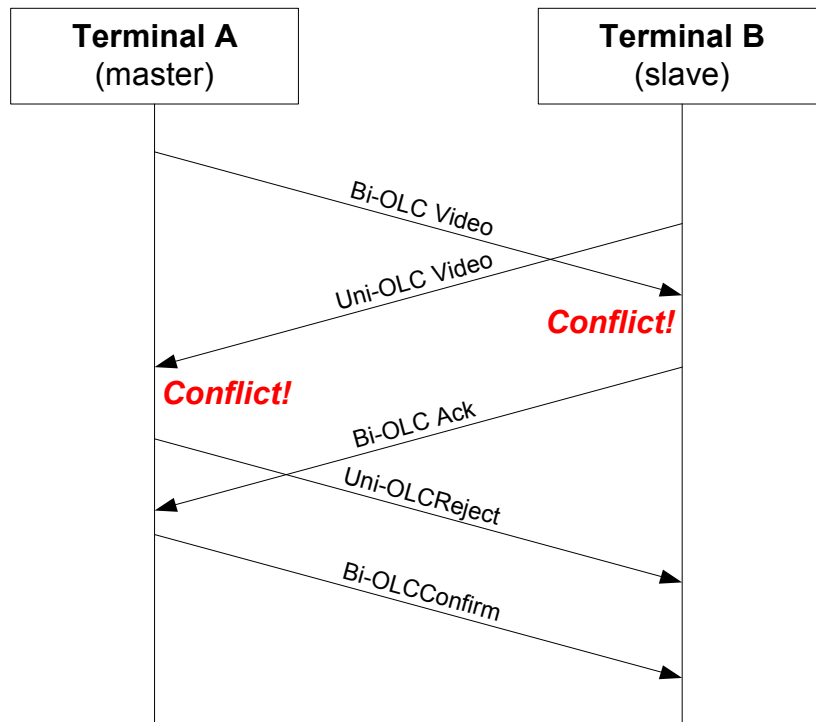 Terminal A
(master)
Terminal B
(slave)
Bi-OLC Video
Uni-OLC Video
Conflict!
Conflict!
Bi-OLC Ack
Uni-OLCReject
Bi-OLCConfirm